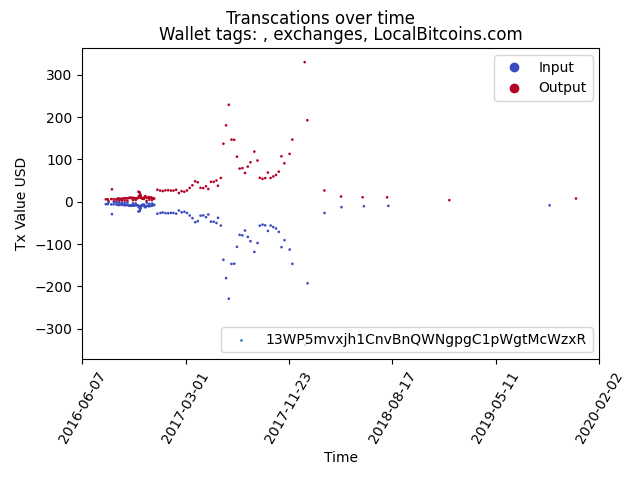 Transcations over time
Wallet tags: , exchanges, LocalBitcoins.com
Input
Output
300
200
100
0
−100
−200
−300
Tx Value USD
13WP5mvxjh1CnvBnQWNgpgC1pWgtMcWzxR
2016-06-07
2017-03-01
2017-11-23
2018-08-17
2019-05-11
2020-02-02
Time